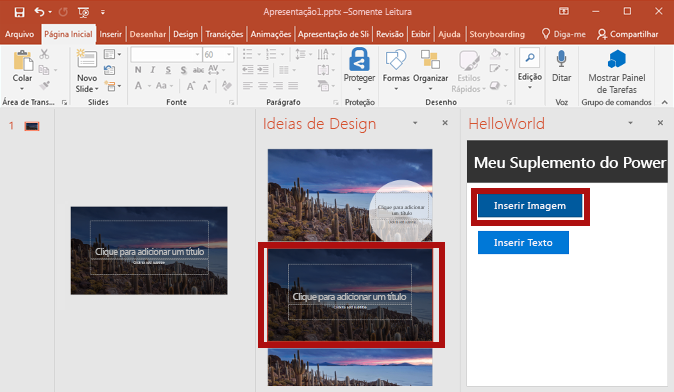 Apresentação1.pptx –Somente Leitura
Arquivo Página Inicial Inserir Desenhar Design Transições Animações Apresentação de Sli Revisão Exibir Ajuda Storyboarding Diga-me Compartilhar
Colar
Novo
Slide
60
N I S
Proteger
Formas
Organizar
Estilos
Rápidos
Edição
Ditar
Mostrar Painel
de Tarefas
Área de Trans...
Slides
Fonte
Parágrafo
Proteção
Desenho
Voz
Grupo de comandos
1
Clique para adicionar um título
Ideias de Design
Clique para adicionar
um título
Clique para adicionar um título
HelloWorld
Meu Suplemento do Power
Inserir Imagem
Inserir Texto